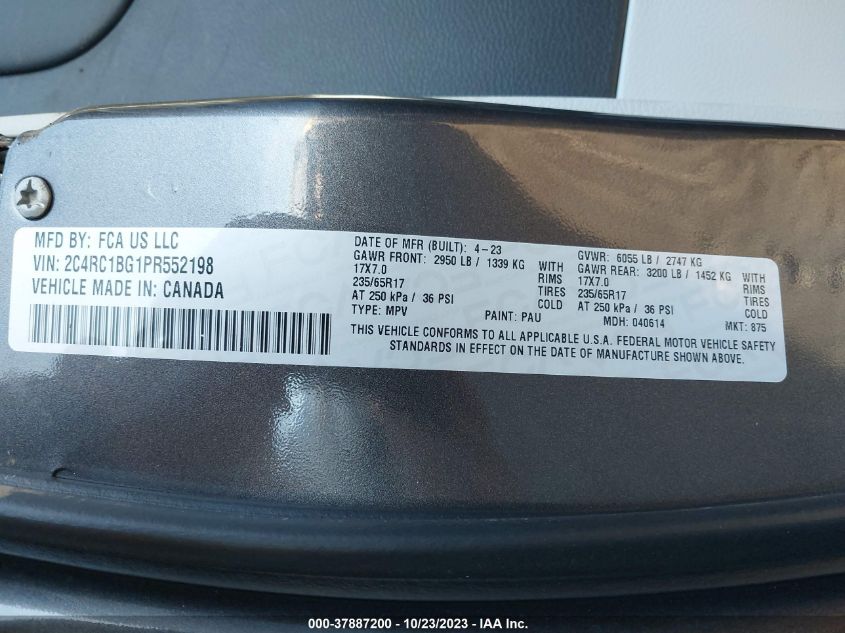 MFD BY: FCA US LLC
VIN: 2C4RC1BG1PR552198
VEHICLE MADE IN: CANADA
DATE OF MFR (BUILT): 4-23
GAWR FRONT: 2950 LB / 1339 KG WITH
17X7.0 RIMS
235/65R17 TIRES
AT 250 kPa / 36 PSI COLD
TYPE: MPV PAINT: PAU
GVWR: 6055 LB / 2747 KG
GAWR REAR: 3200 LB / 1452 KG WITH
17X7.0 RIMS
235/65R17 TIRES
AT 250 kPa / 36 PSI COLD
MDH: 040614 MKT: 875
THIS VEHICLE CONFORMS TO ALL APPLICABLE U.S.A. FEDERAL MOTOR VEHICLE SAFETY
STANDARDS IN EFFECT ON THE DATE OF MANUFACTURE SHOWN ABOVE.
000-37887200 - 10/23/2023 - IAA Inc.